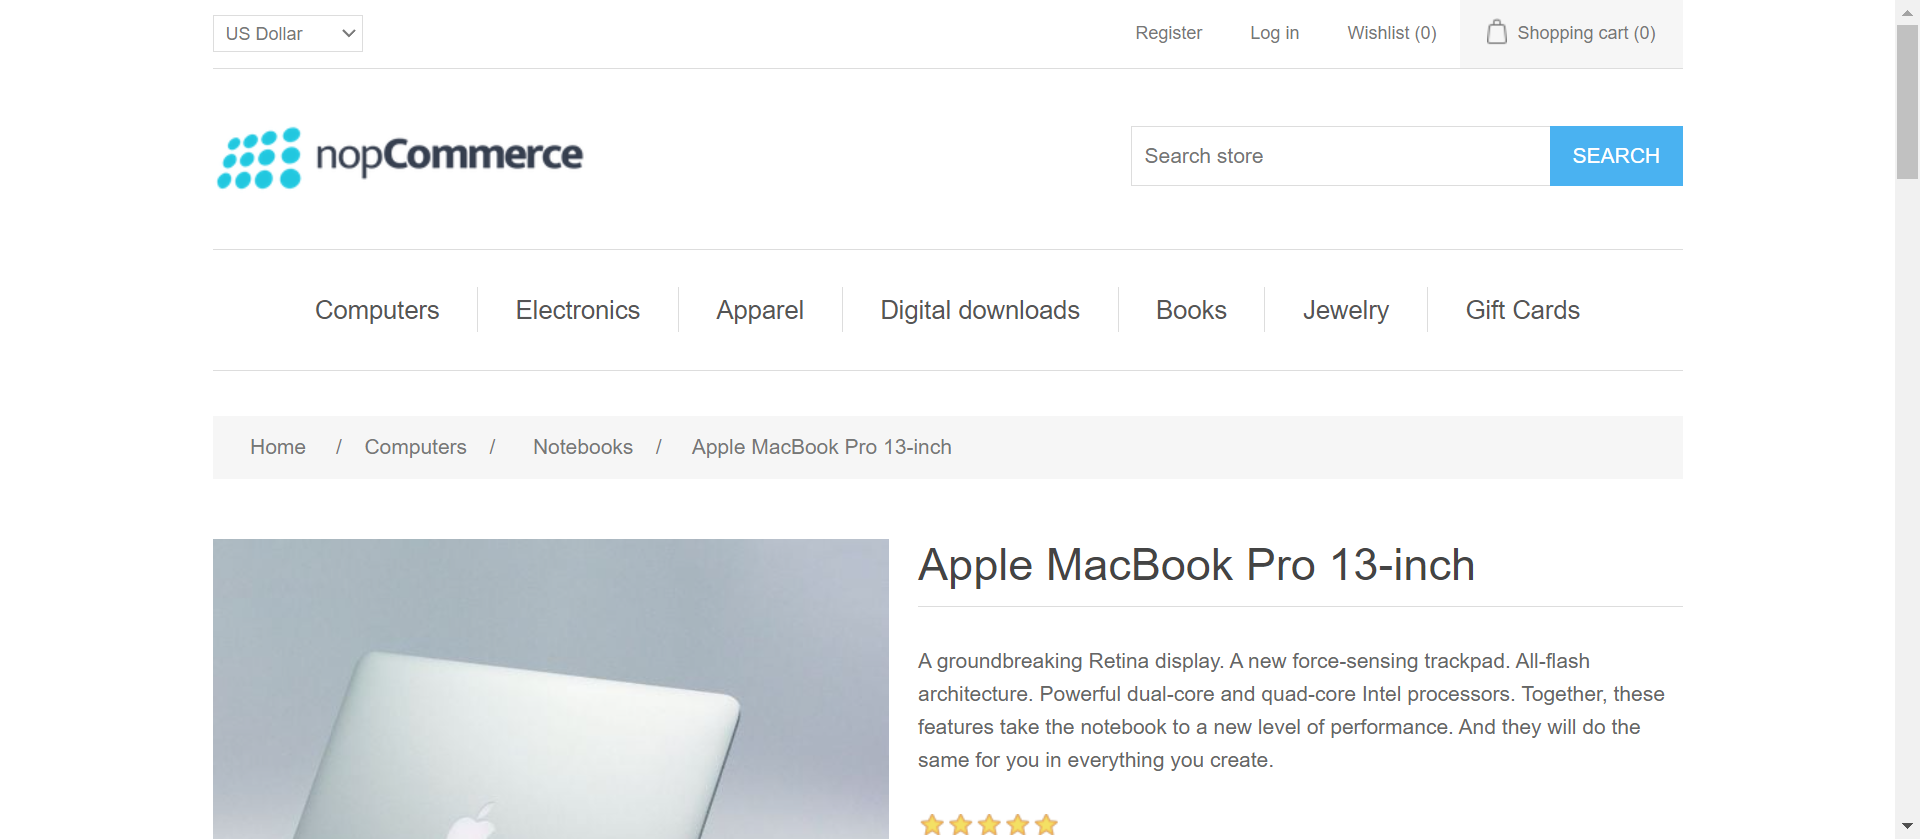 US Dollar
Register
Log in
Wishlist (0)
Shopping cart (0)
nopCommerce
Search store
SEARCH
Computers
Electronics
Apparel
Digital downloads
Books
Jewelry
Gift Cards
Home / Computers / Notebooks / Apple MacBook Pro 13-inch
Apple MacBook Pro 13-inch
A groundbreaking Retina display. A new force-sensing trackpad. All-flash
architecture. Powerful dual-core and quad-core Intel processors. Together, these
features take the notebook to a new level of performance. And they will do the
same for you in everything you create.